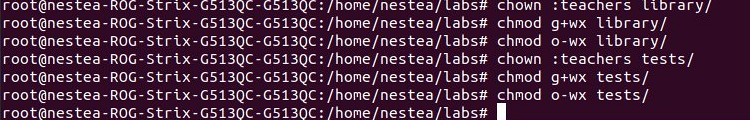 root@nestea-ROG-Strix-G513QC-G513QC:/home/nestea/labs# chown :teachers library/
root@nestea-ROG-Strix-G513QC-G513QC:/home/nestea/labs# chmod g+wx library/
root@nestea-ROG-Strix-G513QC-G513QC:/home/nestea/labs# chmod o-wx library/
root@nestea-ROG-Strix-G513QC-G513QC:/home/nestea/labs# chown :teachers tests/
root@nestea-ROG-Strix-G513QC-G513QC:/home/nestea/labs# chmod g+wx tests/
root@nestea-ROG-Strix-G513QC-G513QC:/home/nestea/labs# chmod o-wx tests/
root@nestea-ROG-Strix-G513QC-G513QC:/home/nestea/labs#